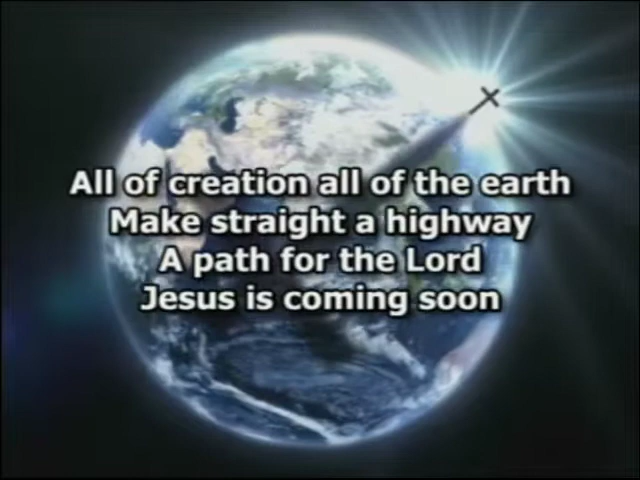 All of creation all of the earth
Make straight a highway
A path for the Lord
Jesus is coming soon